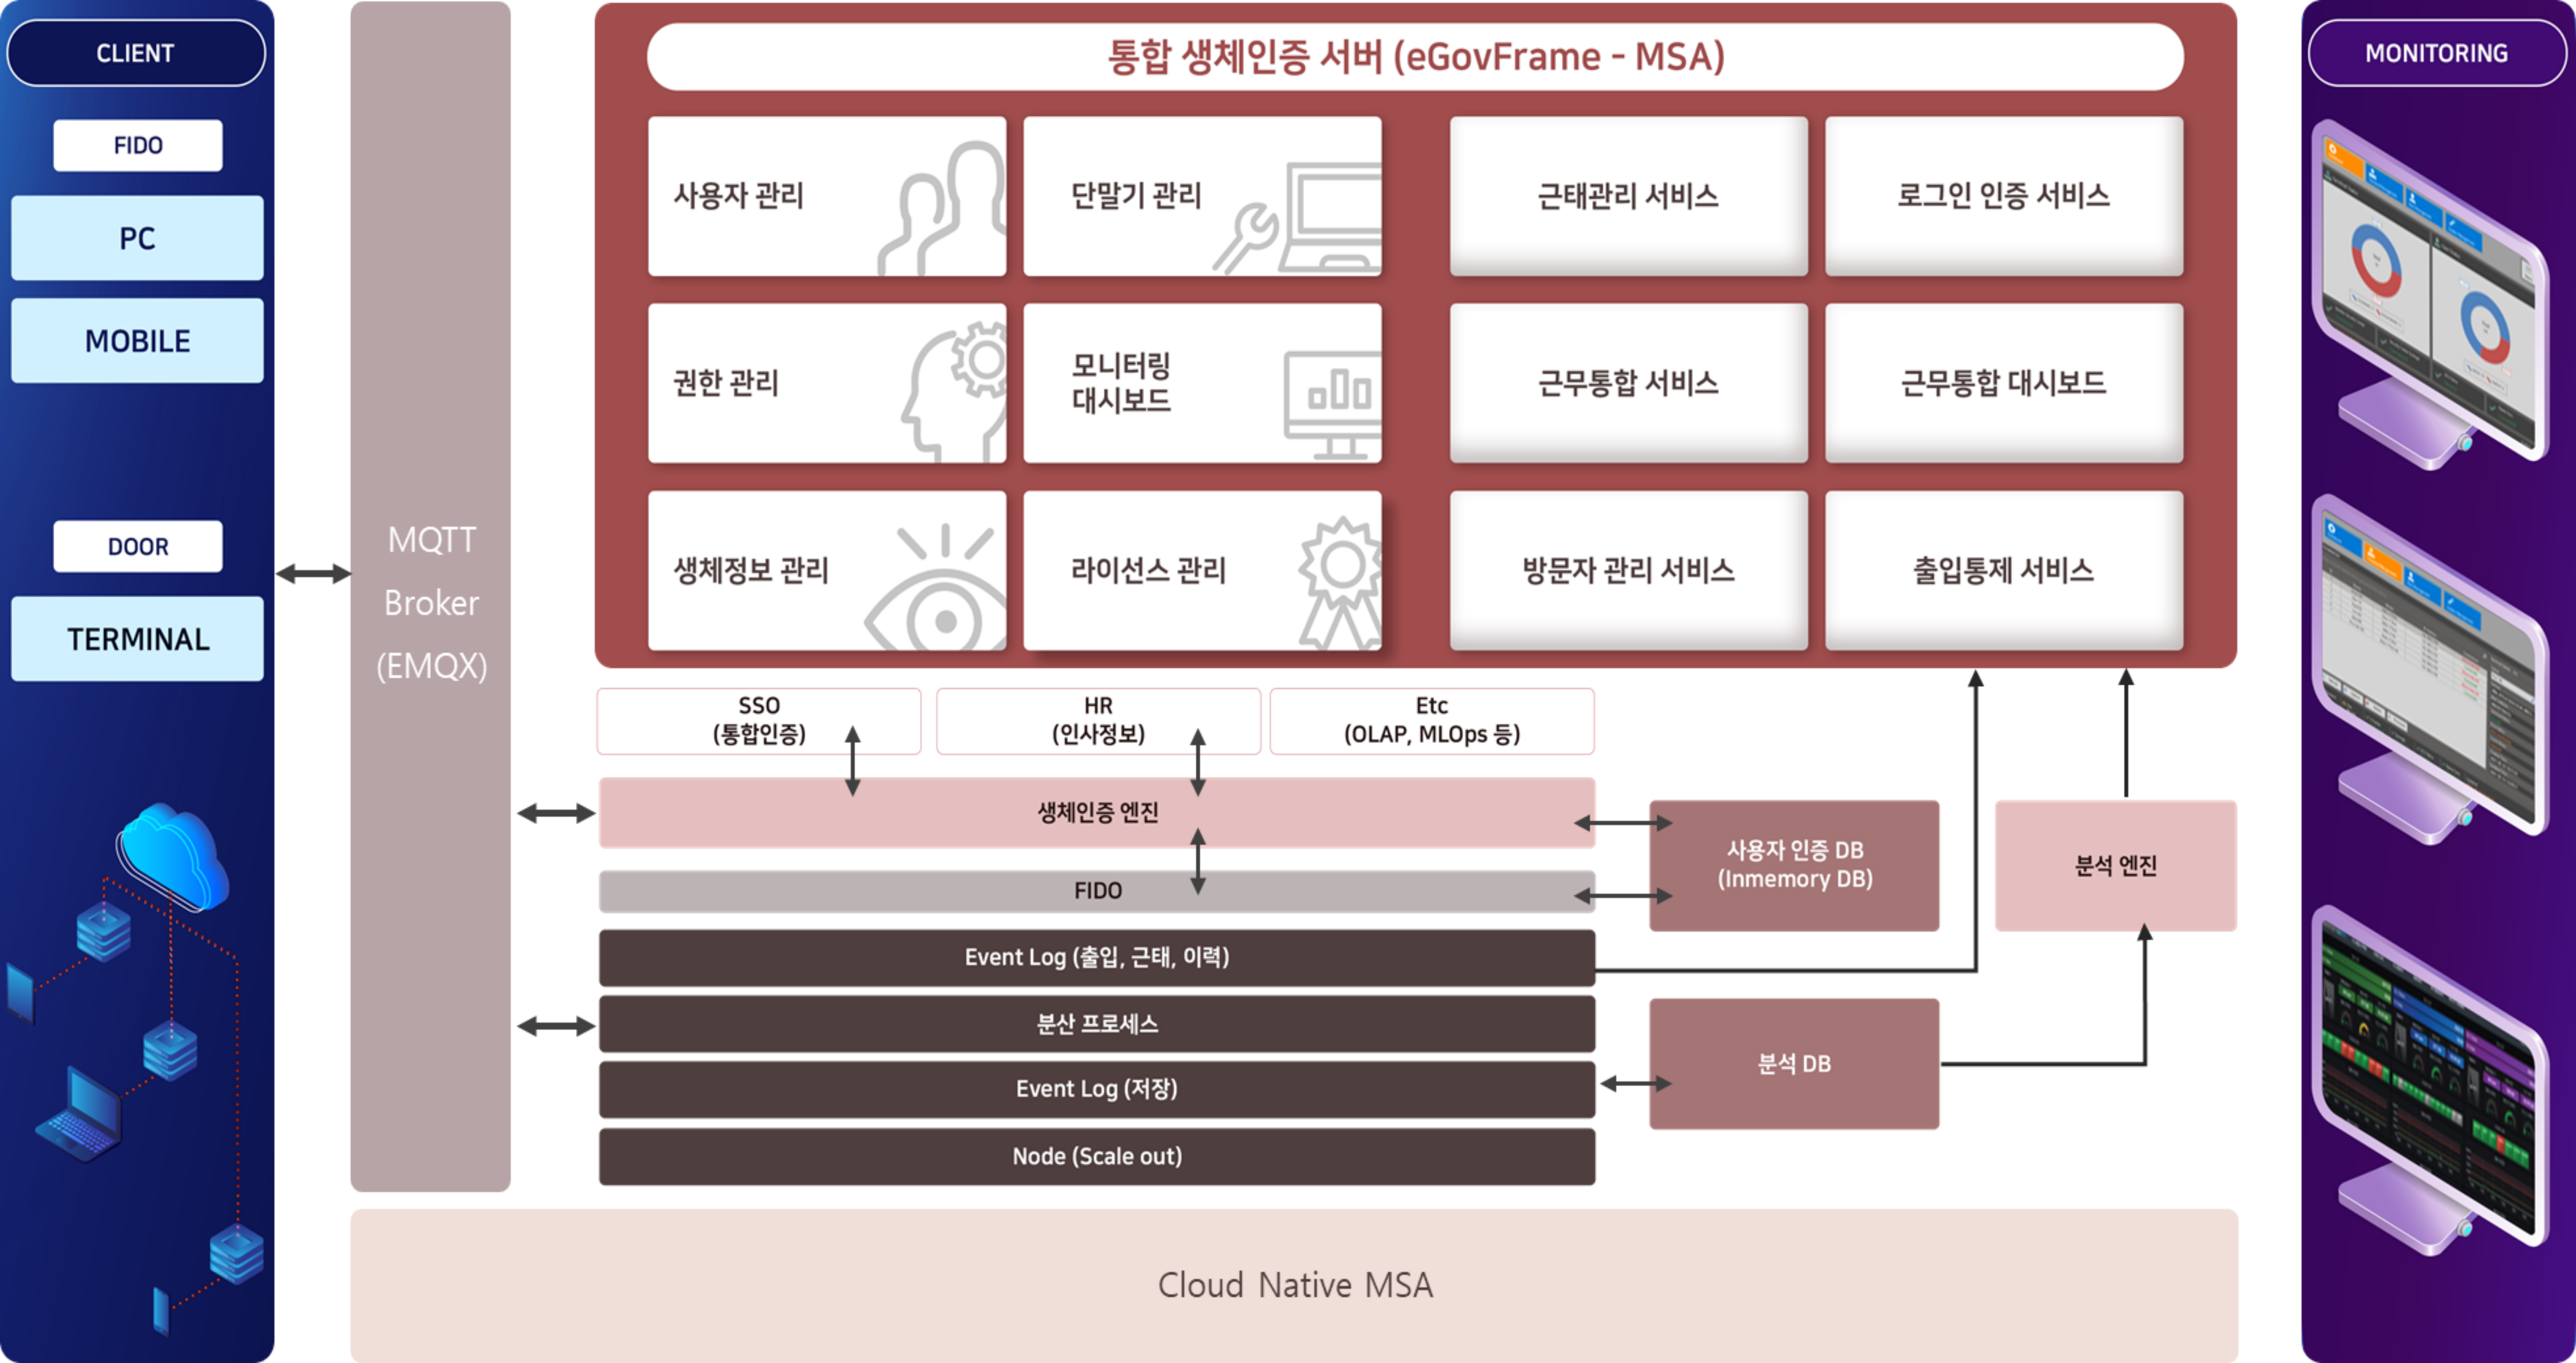 CLIENT
FIDO
PC
MOBILE
DOOR
TERMINAL
MQTT
Broker
(EMQX)
통합 생체인증 서버 (eGovFrame - MSA)
사용자 관리
단말기 관리
근태관리 서비스
로그인 인증 서비스
권한 관리
모니터링
대시보드
근무통합 서비스
근무통합 대시보드
생체정보 관리
라이선스 관리
방문자 관리 서비스
출입통제 서비스
SSO
(통합인증)
HR
(인사정보)
Etc
(OLAP, MLOps 등)
생체인증 엔진
FIDO
사용자 인증 DB
(Inmemory DB)
분석 엔진
Event Log (출입, 근태, 이력)
분산 프로세스
Event Log (저장)
Node (Scale out)
분석 DB
Cloud Native MSA
MONITORING